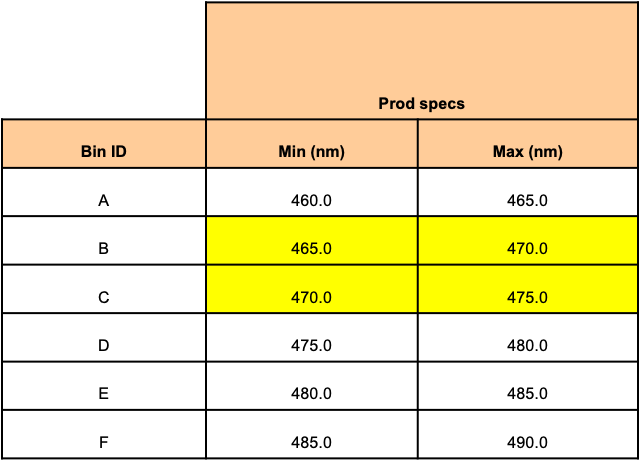 Prod specs
Bin ID Min (nm) Max (nm)
A 460.0 465.0
B 465.0 470.0
C 470.0 475.0
D 475.0 480.0
E 480.0 485.0
F 485.0 490.0